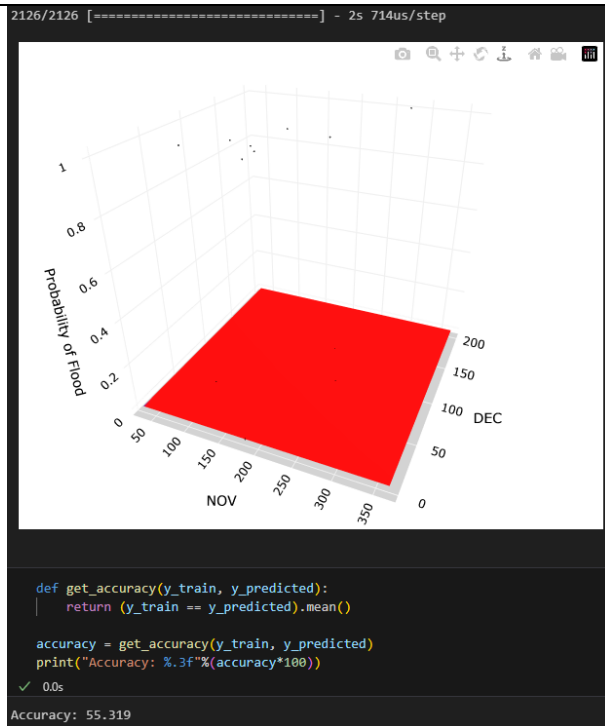 2126/2126 [==============================] - 2s 714us/step
1
0.8
0.6
0.4
0.2
0
Probability of Flood
50
100
150
200
250
300
350
NOV
200
150
100
50
0
DEC
def get_accuracy(y_train, y_predicted):
    return (y_train == y_predicted).mean()
accuracy = get_accuracy(y_train, y_predicted)
print("Accuracy: %.3f"%(accuracy*100))
✓ 0.0s
Accuracy: 55.319